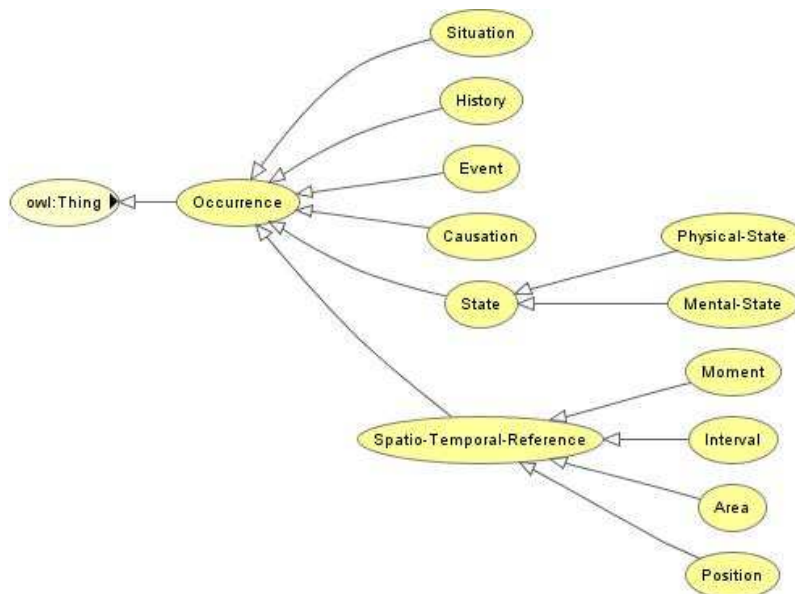 Situation
History
Event
owl:Thing
Occurrence
Causation
Physical-State
State
Mental-State
Moment
Spatio-Temporal-Reference
Interval
Area
Position